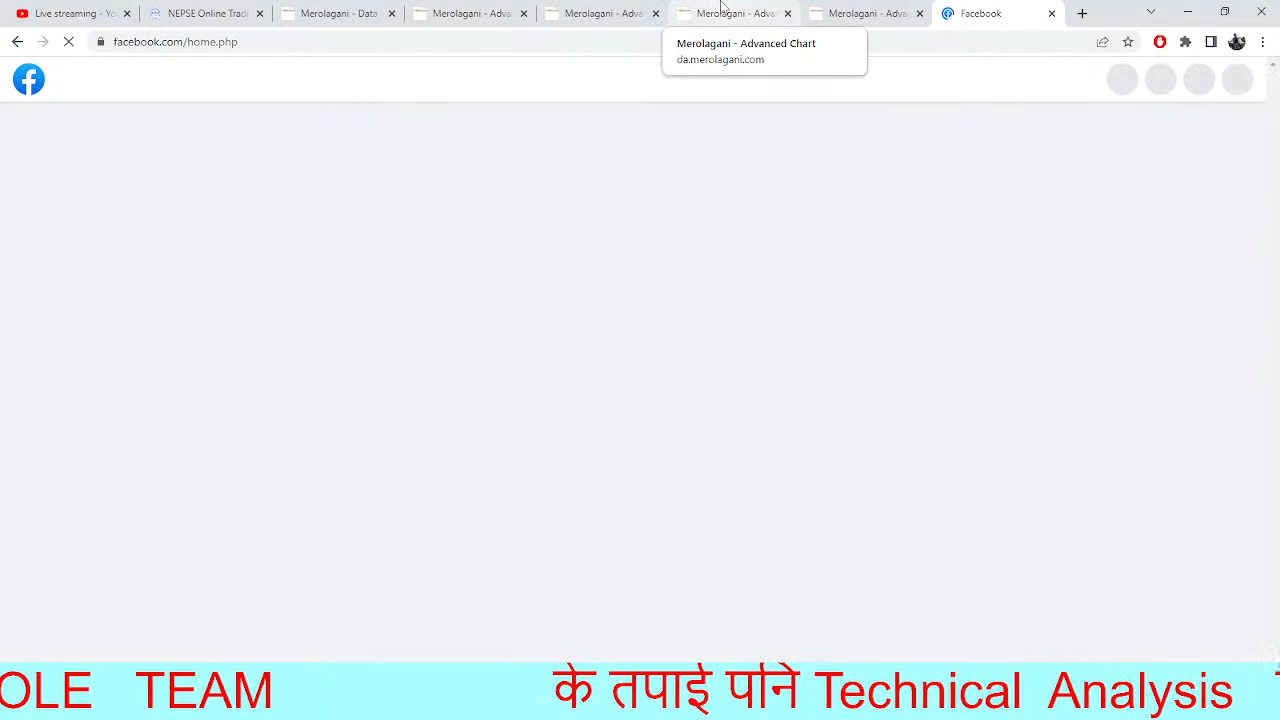 Live streaming - Yo
NEPSE Online Tradi
Merolagani - Data
Merolagani - Adva
Merolagani - Adva
Merolagani - Adva
Merolagani - Adva
Facebook
facebook.com/home.php
Merolagani - Advanced Chart
da.merolagani.com
OLE TEAM के तपाई पनि Technical Analysis